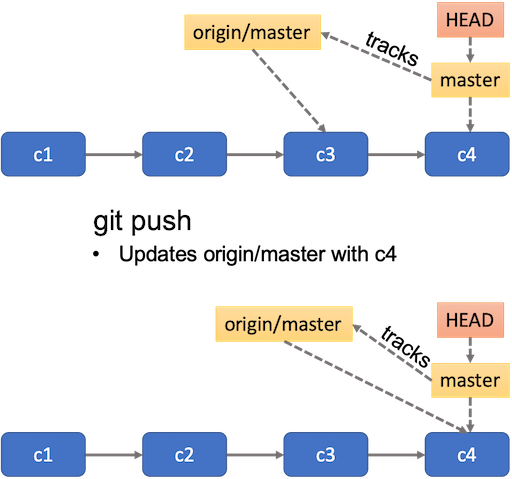 HEAD
origin/master
tracks
master
c1 c2 c3 c4
git push
• Updates origin/master with c4
HEAD
origin/master
tracks
master
c1 c2 c3 c4